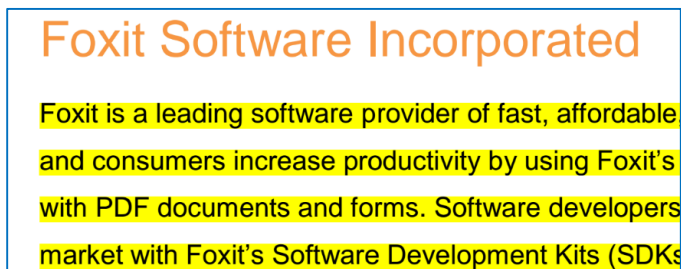 Foxit Software Incorporated
Foxit is a leading software provider of fast, affordable,
and consumers increase productivity by using Foxit's
with PDF documents and forms. Software developers
market with Foxit's Software Development Kits (SDKs